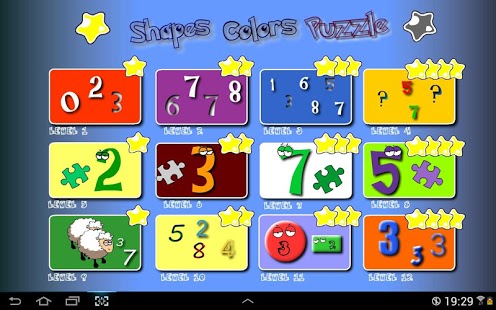 Shapes Colors Puzzle
0 2 3
6 7 7 8
1 6 5 8 7 8
? 5 7 ?
LEVEL 1
LEVEL 2
LEVEL 3
LEVEL 4
2
3
7
5
LEVEL 5
LEVEL 6
LEVEL 7
LEVEL 8
3 7
5 2 8 4
3
3 3 3
LEVEL 9
LEVEL 10
LEVEL 11
LEVEL 12
19:29